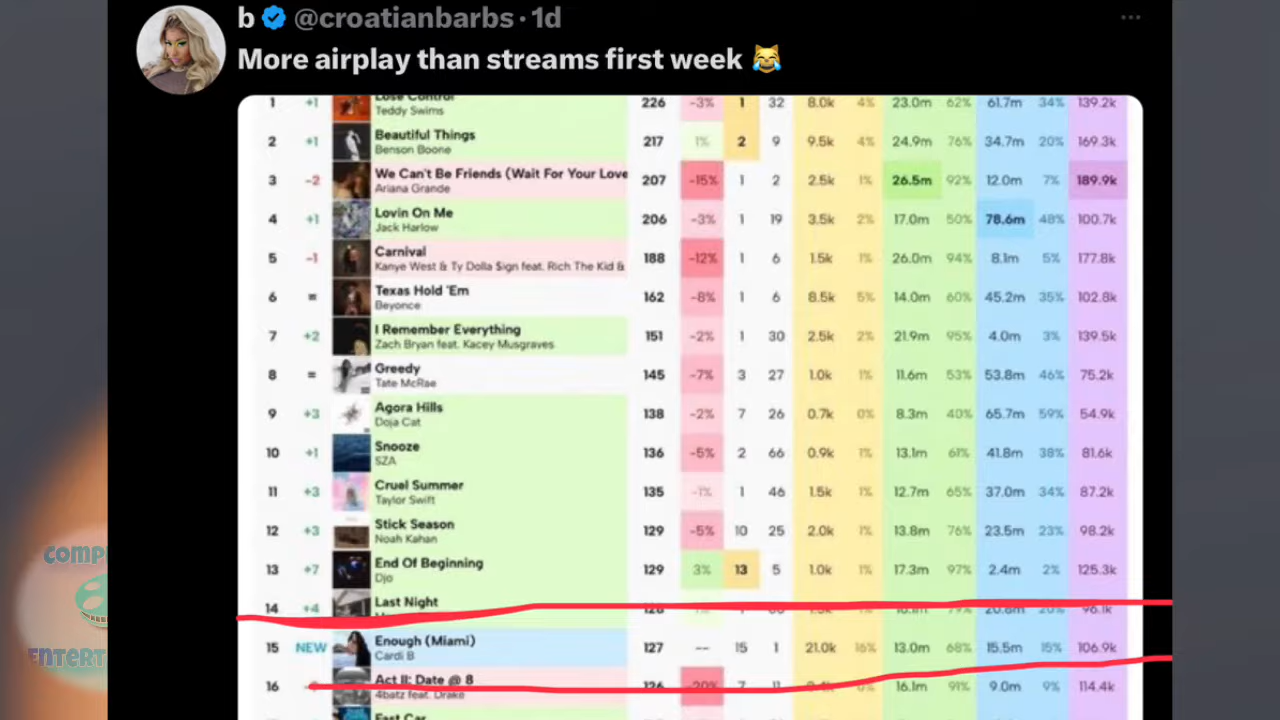 b @croatianbarbs · 1d
More airplay than streams first week 😹
1 +1 Lose Control 226 -3% 1 32 8.0k 4% 23.0m 62% 61.7m 34% 139.2k
Teddy Swims
2 +1 Beautiful Things 217 1% 2 9 9.5k 4% 24.9m 76% 34.7m 20% 169.3k
Benson Boone
3 -2 We Can't Be Friends (Wait For Your Love 207 -15% 1 2 2.5k 1% 26.5m 92% 12.0m 7% 189.9k
Ariana Grande
4 +1 Lovin On Me 206 -3% 1 19 3.5k 2% 17.0m 50% 78.6m 48% 100.7k
Jack Harlow
5 -1 Carnival 188 -12% 1 6 1.5k 1% 26.0m 94% 8.1m 5% 177.8k
Kanye West & Ty Dolla $ign feat. Rich The Kid &
6 = Texas Hold 'Em 162 -8% 1 6 8.5k 5% 14.0m 60% 45.2m 35% 102.8k
Beyonce
7 +2 I Remember Everything 151 -2% 1 30 2.5k 2% 21.9m 95% 4.0m 3% 139.5k
Zach Bryan feat. Kacey Musgraves
8 = Greedy 145 -7% 3 27 1.0k 1% 11.6m 53% 53.8m 46% 75.2k
Tate McRae
9 +3 Agora Hills 138 -2% 7 26 0.7k 0% 8.3m 40% 65.7m 59% 54.9k
Doja Cat
10 +1 Snooze 136 -5% 2 66 0.9k 1% 13.1m 61% 41.8m 38% 81.6k
SZA
11 +3 Cruel Summer 135 -1% 1 46 1.5k 1% 12.7m 65% 37.0m 34% 87.2k
Taylor Swift
12 +3 Stick Season 129 -5% 10 25 2.0k 1% 13.8m 76% 23.5m 23% 98.2k
Noah Kahan
13 +7 End Of Beginning 129 3% 13 5 1.0k 1% 17.3m 97% 2.4m 2% 125.3k
Djo
14 +4 Last Night
15 NEW Enough (Miami) 127 -- 15 1 21.0k 16% 13.0m 68% 15.5m 15% 106.9k
Cardi B
16 Act II: Date @ 8 126 -20% 7 11 16.1m 91% 9.0m 9% 114.4k
4batz feat. Drake
Fast Car
COMP
ENTERT